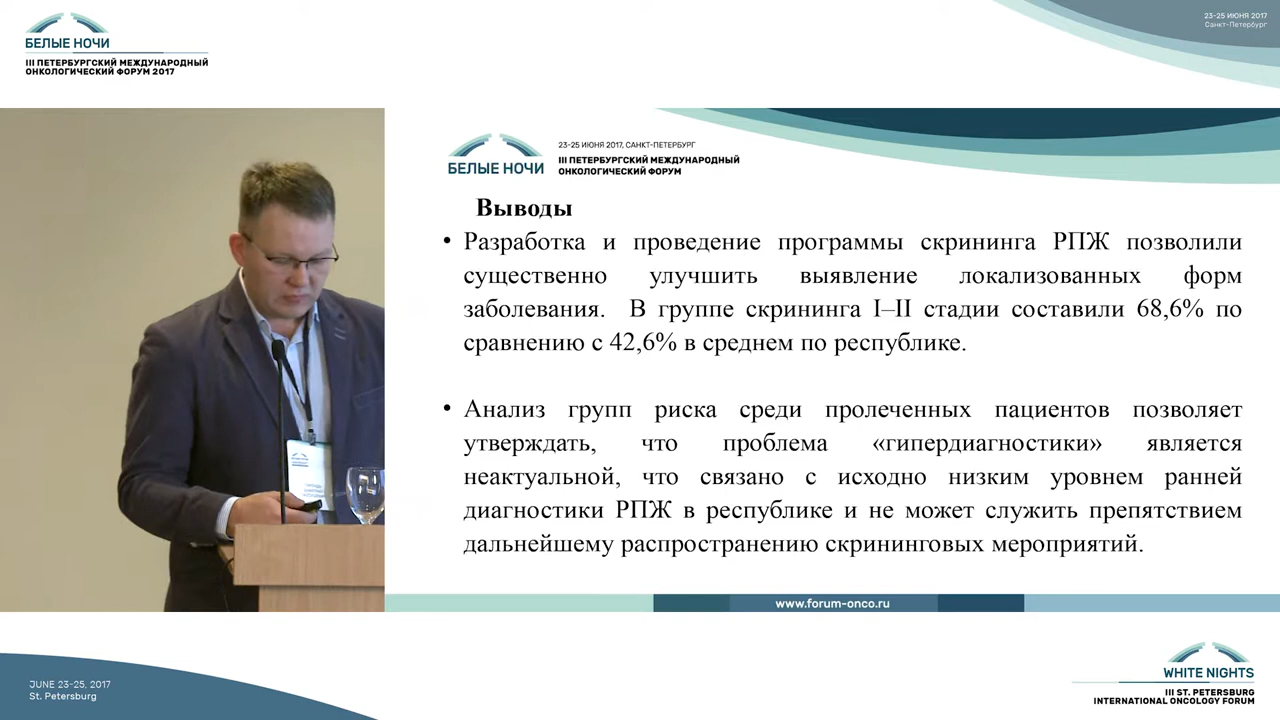 БЕЛЫЕ НОЧИ
III ПЕТЕРБУРГСКИЙ МЕЖДУНАРОДНЫЙ
ОНКОЛОГИЧЕСКИЙ ФОРУМ 2017
23-25 ИЮНЯ 2017
Санкт-Петербург
БЕЛЫЕ НОЧИ
23-25 ИЮНЯ 2017, САНКТ-ПЕТЕРБУРГ
III ПЕТЕРБУРГСКИЙ МЕЖДУНАРОДНЫЙ
ОНКОЛОГИЧЕСКИЙ ФОРУМ
Выводы
• Разработка и проведение программы скрининга РПЖ позволили
существенно улучшить выявление локализованных форм
заболевания. В группе скрининга I–II стадии составили 68,6% по
сравнению с 42,6% в среднем по республике.
• Анализ групп риска среди пролеченных пациентов позволяет
утверждать, что проблема «гипердиагностики» является
неактуальной, что связано с исходно низким уровнем ранней
диагностики РПЖ в республике и не может служить препятствием
дальнейшему распространению скрининговых мероприятий.
www.forum-onco.ru
JUNE 23-25, 2017
St. Petersburg
WHITE NIGHTS
III ST. PETERSBURG
INTERNATIONAL ONCOLOGY FORUM